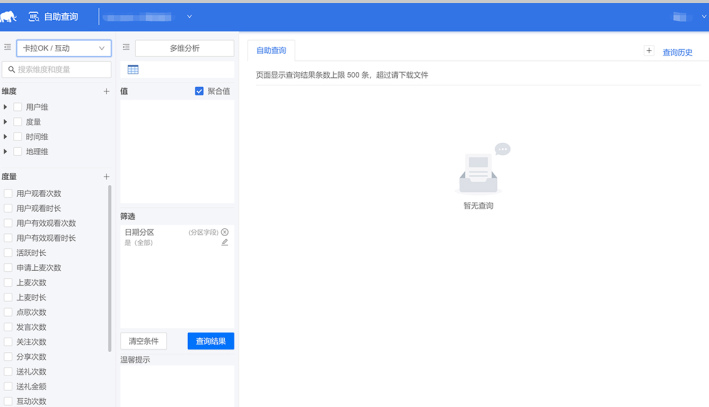 自助查询
卡拉OK / 互动
搜索维度和度量
维度
用户维
度量
时间维
地理维
度量
用户观看次数
用户观看时长
用户有效观看次数
用户有效观看时长
活跃时长
申请上麦次数
上麦次数
上麦时长
点歌次数
发言次数
关注次数
分享次数
送礼次数
送礼金额
互动次数
多维分析
值 聚合值
筛选
日期分区 (分区字段)
是（全部）
清空条件 查询结果
温馨提示
自助查询 查询历史
页面显示查询结果条数上限 500 条，超过请下载文件
暂无查询